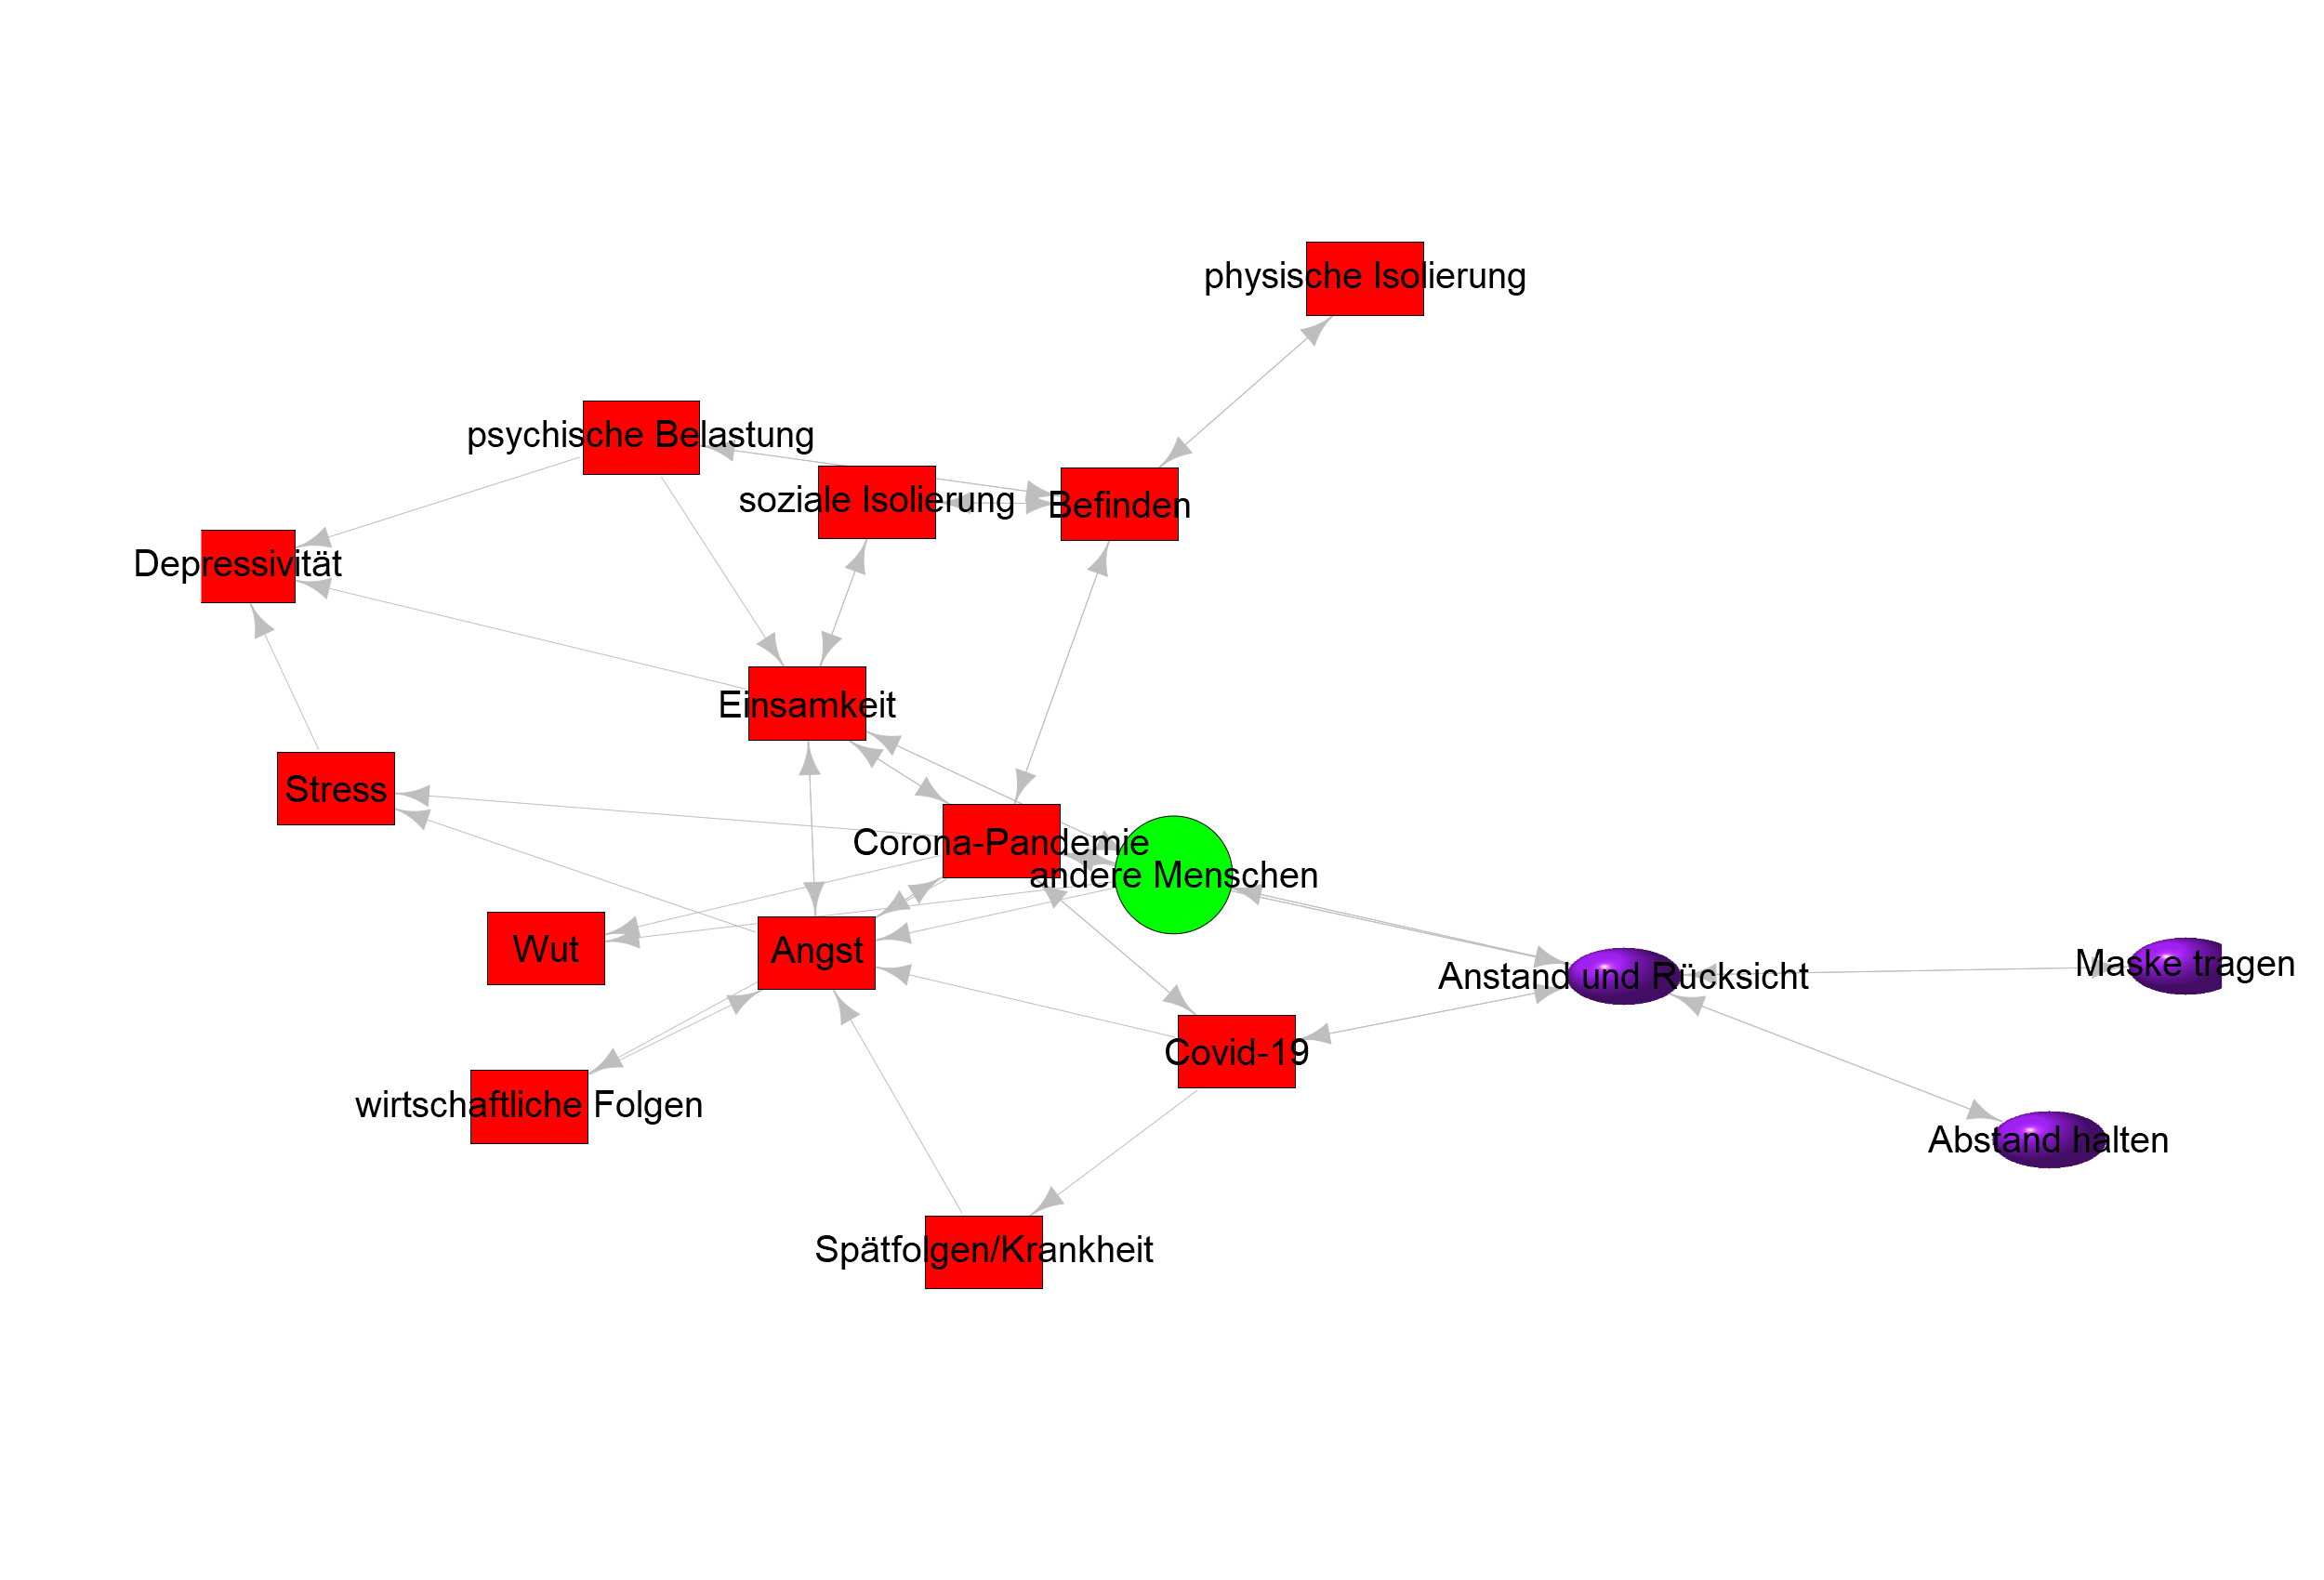 physische Isolierung
psychische Belastung
soziale Isolierung
Befinden
Depressivität
Einsamkeit
Stress
Corona-Pandemie
andere Menschen
Wut
Angst
Anstand und Rücksicht
Maske tragen
Covid-19
wirtschaftliche Folgen
Abstand halten
Spätfolgen/Krankheit